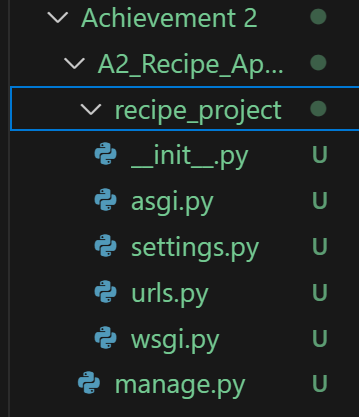 Achievement 2
A2_Recipe_Ap...
recipe_project
__init__.py U
asgi.py U
settings.py U
urls.py U
wsgi.py U
manage.py U